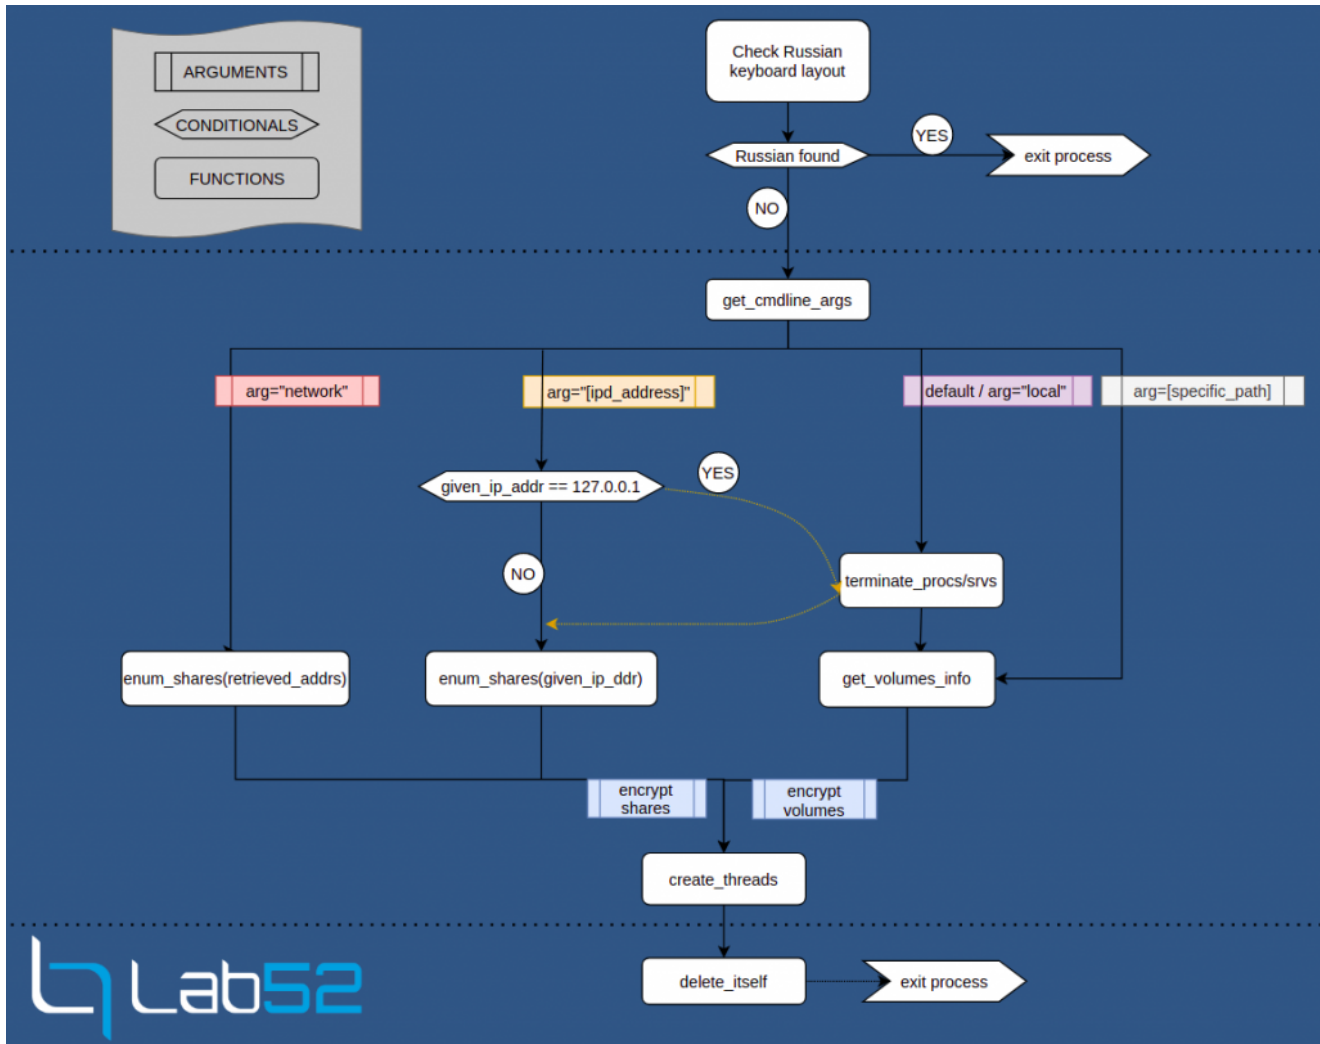 ARGUMENTS
CONDITIONALS
FUNCTIONS
Check Russian
keyboard layout
Russian found
YES
exit process
NO
get_cmdline_args
arg="network"
arg="[ipd_address]"
default / arg="local"
arg=[specific_path]
given_ip_addr == 127.0.0.1
YES
NO
terminate_procs/srvs
enum_shares(retrieved_addrs)
enum_shares(given_ip_ddr)
get_volumes_info
encrypt
shares
encrypt
volumes
create_threads
delete_itself
exit process
Lab52